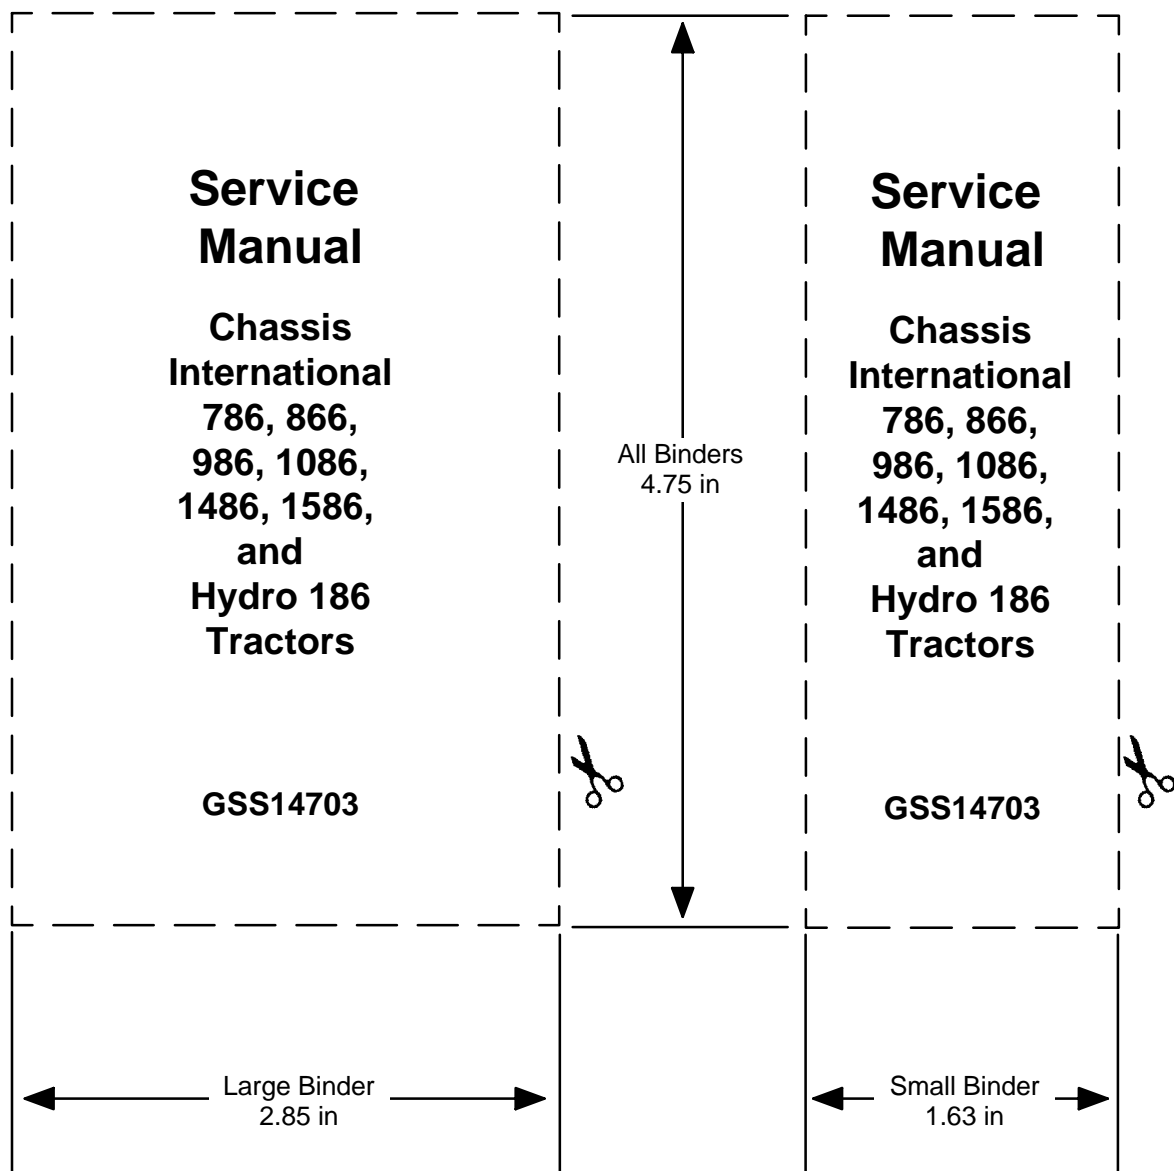 Service
Manual
Chassis
International
786, 866,
986, 1086,
1486, 1586,
and
Hydro 186
Tractors
GSS14703
All Binders
4.75 in
Service
Manual
Chassis
International
786, 866,
986, 1086,
1486, 1586,
and
Hydro 186
Tractors
GSS14703
Large Binder
2.85 in
Small Binder
1.63 in